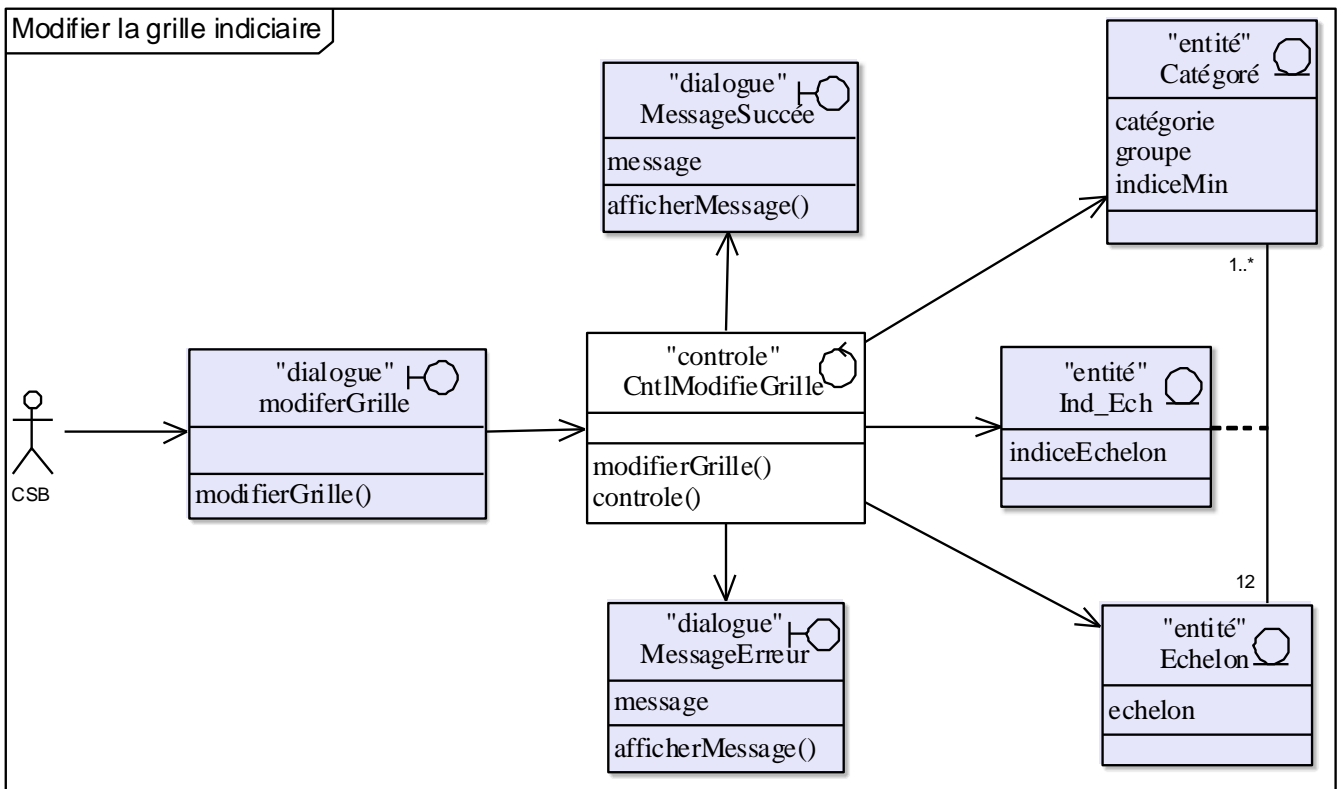 Modifier la grille indiciaire
"dialogue"
MessageSuccée
message
afficherMessage()
"entité"
Catégoré
catégorie
groupe
indiceMin
1..*
"dialogue"
modiferGrille
modifierGrille()
CSB
"controle"
CntlModifieGrille
modifierGrille()
controle()
"entité"
Ind_Ech
indiceEchelon
12
"dialogue"
MessageErreur
message
afficherMessage()
"entité"
Echelon
echelon